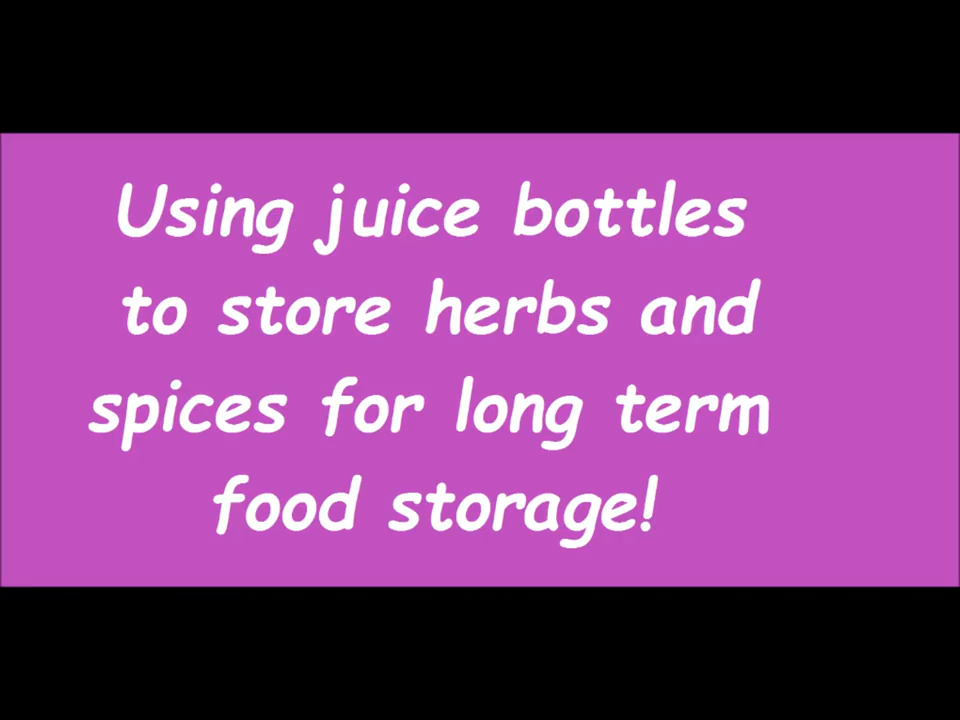 Using juice bottles
to store herbs and
spices for long term
food storage!